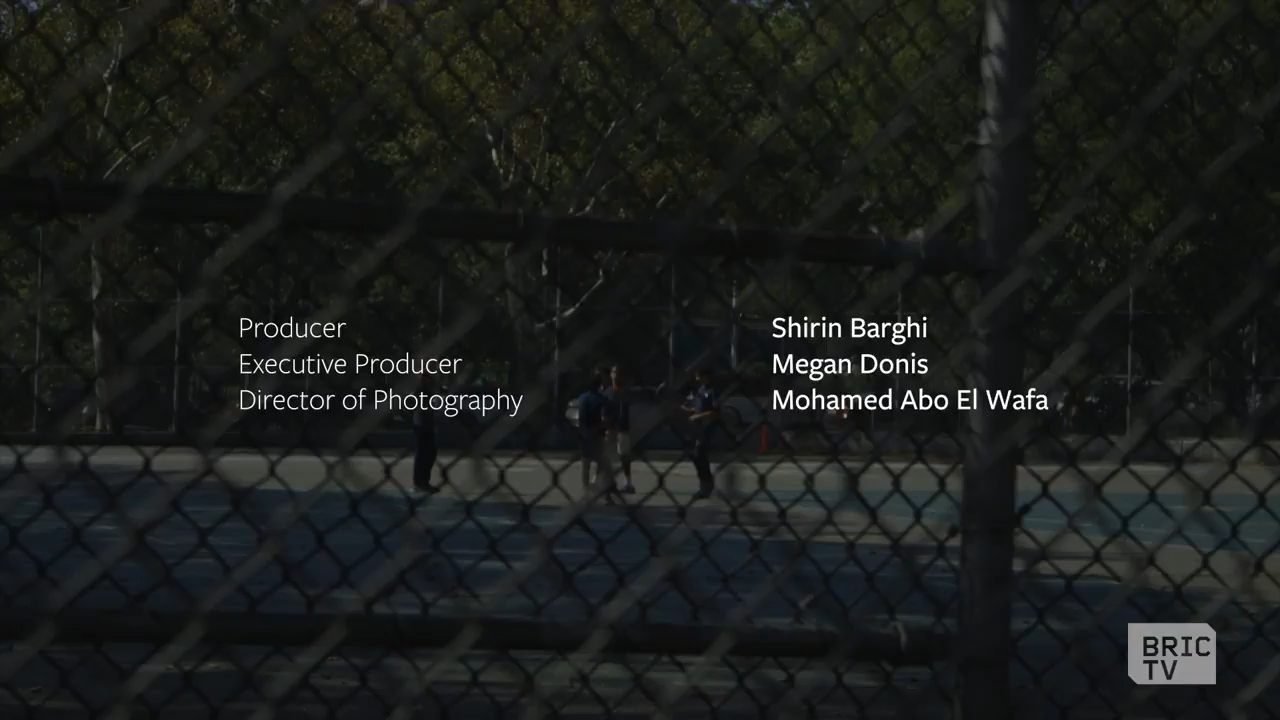 Producer Shirin Barghi
Executive Producer Megan Donis
Director of Photography Mohamed Abo El Wafa
BRIC
TV